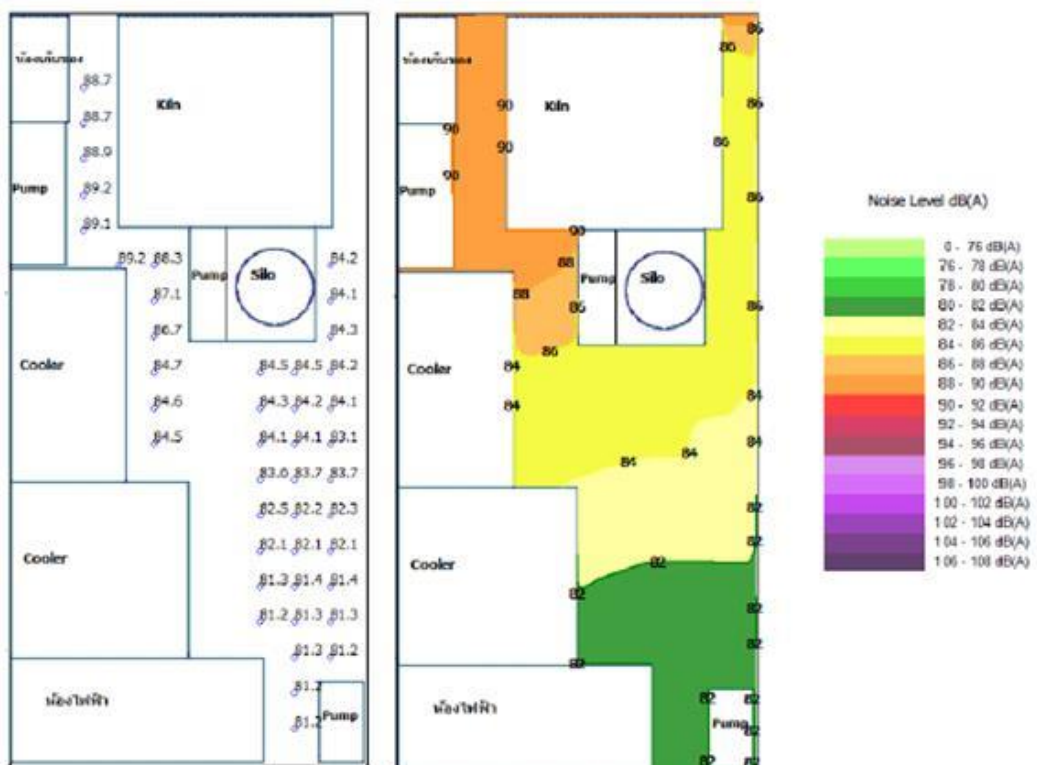 88.7
Kiln
88.7
88.9
Pump
89.2
89.1
89.2 88.3
84.2
Pump
Silo
87.1
84.1
86.7
84.3
Cooler
84.7
84.5 84.5 84.2
84.6
84.3 84.2 84.1
84.5
84.1 84.1 83.1
83.6 83.7 83.7
82.5 82.2 82.3
Cooler
82.1 82.1 82.1
81.3 81.4 81.4
81.2 81.3 81.3
81.3 81.2
81.2
ห้องไฟฟ้า
Pump
81.2
86
86
90
Kiln
86
90
90
86
Pump
90
86
90
88
Pump
Silo
88
86
86
86
Cooler
84
84
84
84
84
84
82
82
Cooler
82
82
82
82
82
82
82
ห้องไฟฟ้า
Pump
82
82
82
Noise Level dB(A)
0 - 76 dB(A)
76 - 78 dB(A)
78 - 80 dB(A)
80 - 82 dB(A)
82 - 84 dB(A)
84 - 86 dB(A)
86 - 88 dB(A)
88 - 90 dB(A)
90 - 92 dB(A)
92 - 94 dB(A)
94 - 96 dB(A)
96 - 98 dB(A)
98 - 100 dB(A)
100 - 102 dB(A)
102 - 104 dB(A)
104 - 106 dB(A)
106 - 108 dB(A)